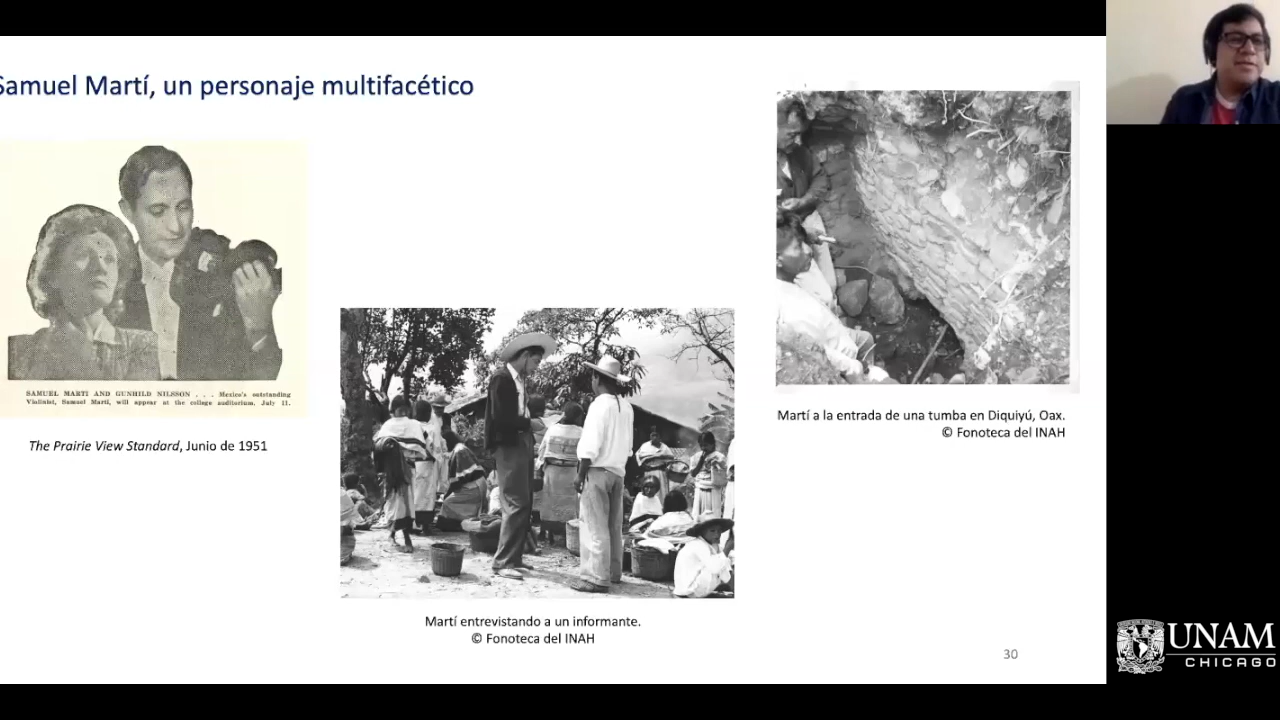 Samuel Martí, un personaje multifacético
SAMUEL MARTI AND GUNHILD NILSSON . . . Mexico's outstanding
Violinist, Samuel Marti, will appear at the college auditorium, July 11.
The Prairie View Standard, Junio de 1951
Martí entrevistando a un informante.
© Fonoteca del INAH
Martí a la entrada de una tumba en Diquiyú, Oax.
© Fonoteca del INAH
30
UNAM
CHICAGO